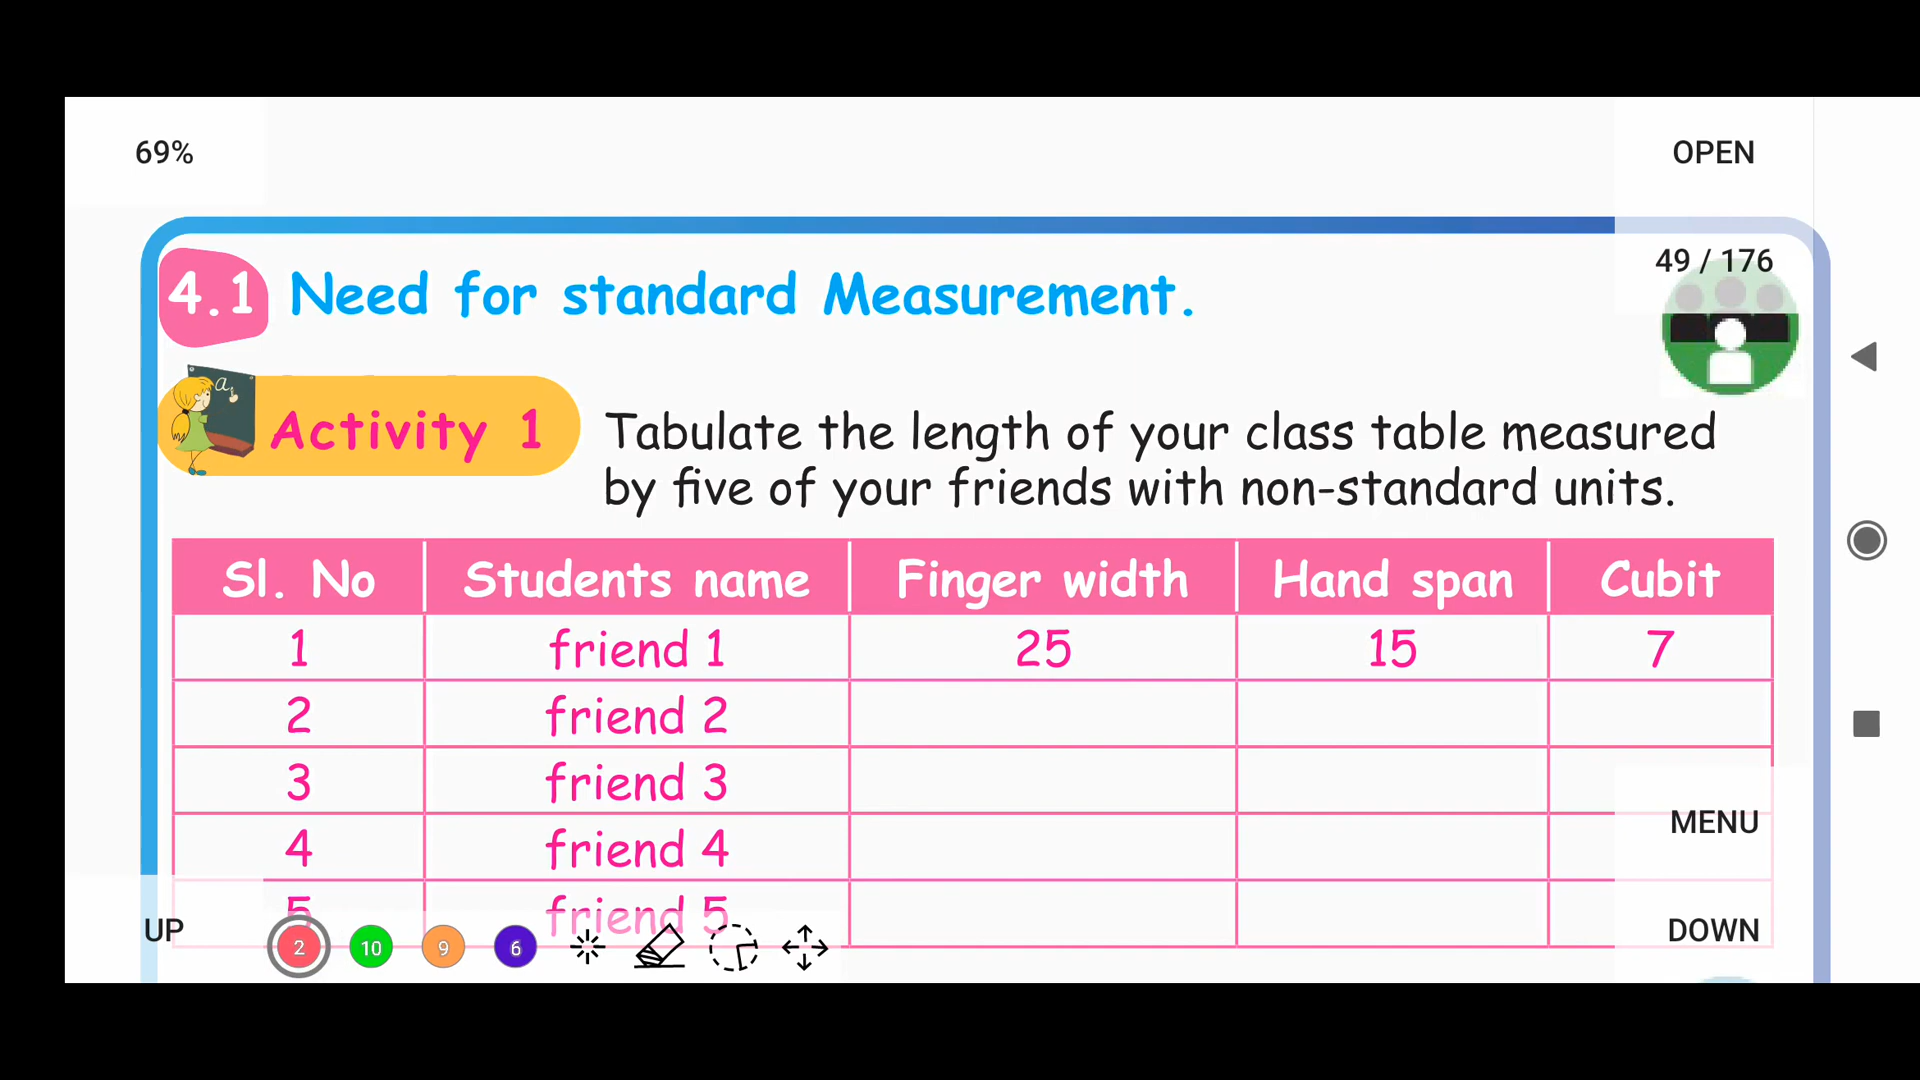 69%
OPEN
49 / 176
4.1 Need for standard Measurement.
Activity 1
Tabulate the length of your class table measured
by five of your friends with non-standard units.
Sl. No Students name Finger width Hand span Cubit
1 friend 1 25 15 7
2 friend 2
3 friend 3
MENU
4 friend 4
5 friend 5
UP
DOWN
2 10 9 6